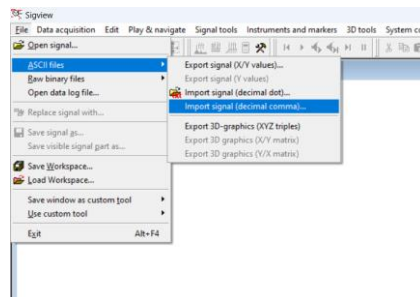 Sigview
File Data acquisition Edit Play & navigate Signal tools Instruments and markers 3D tools System co
Open signal...
ASCII files
Raw binary files
Open data log file...
Replace signal with...
Save signal as...
Save visible signal part as...
Save Workspace...
Load Workspace...
Save window as custom tool
Use custom tool
Exit Alt+F4
Export signal (X/Y values)...
Export signal (Y values)
Import signal (decimal dot)...
Import signal (decimal comma)...
Export 3D-graphics (XYZ triples)
Export 3D graphics (X/Y matrix)
Export 3D graphics (Y/X matrix)